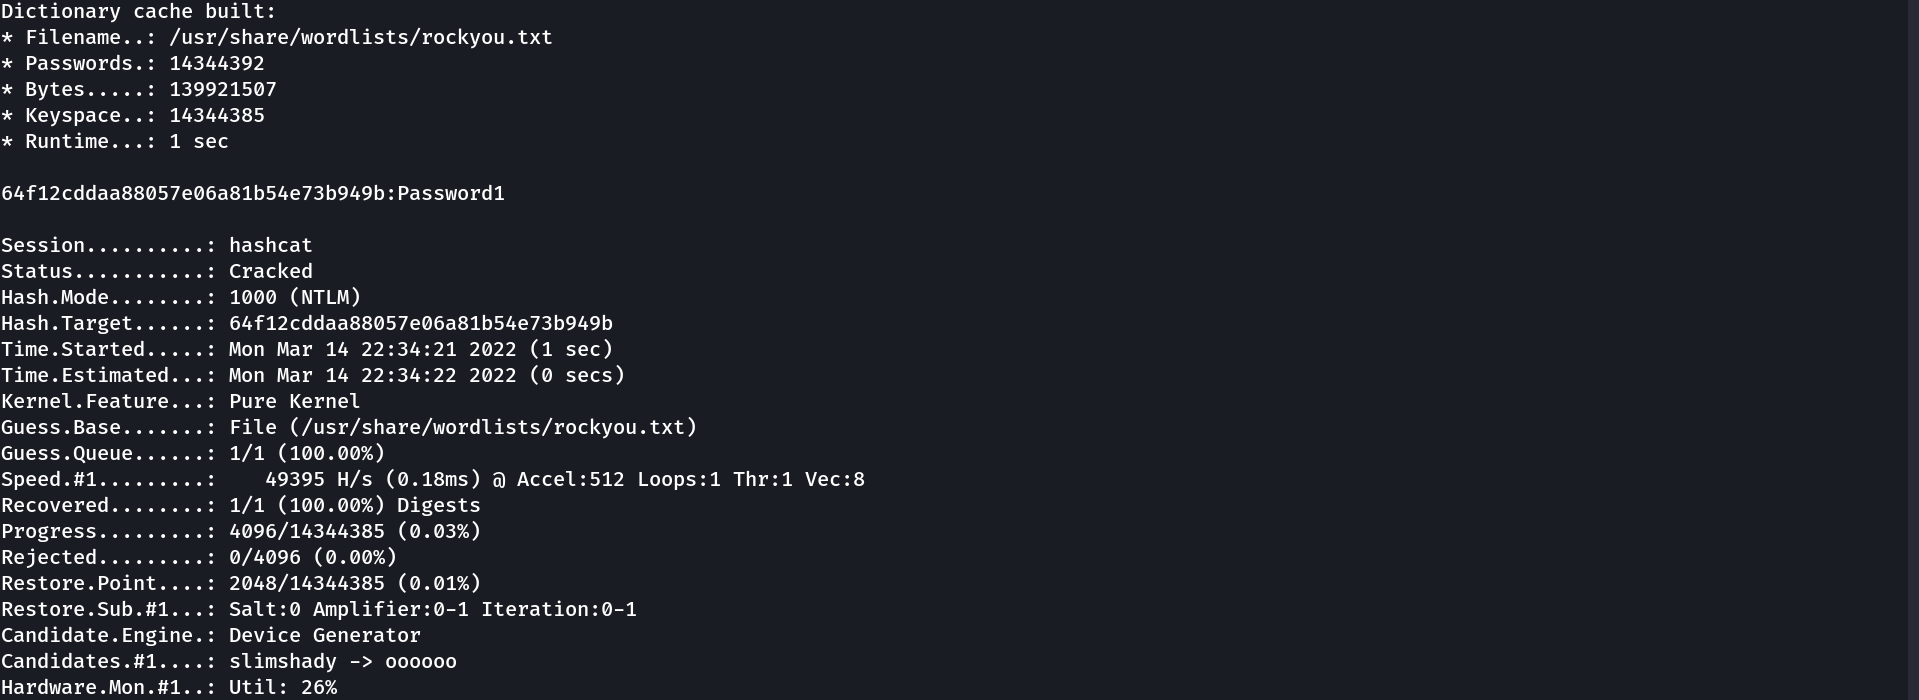 Dictionary cache built:
* Filename..: /usr/share/wordlists/rockyou.txt
* Passwords.: 14344392
* Bytes.....: 139921507
* Keyspace..: 14344385
* Runtime...: 1 sec

64f12cddaa88057e06a81b54e73b949b:Password1

Session..........: hashcat
Status...........: Cracked
Hash.Mode........: 1000 (NTLM)
Hash.Target......: 64f12cddaa88057e06a81b54e73b949b
Time.Started.....: Mon Mar 14 22:34:21 2022 (1 sec)
Time.Estimated...: Mon Mar 14 22:34:22 2022 (0 secs)
Kernel.Feature...: Pure Kernel
Guess.Base.......: File (/usr/share/wordlists/rockyou.txt)
Guess.Queue......: 1/1 (100.00%)
Speed.#1.........:    49395 H/s (0.18ms) @ Accel:512 Loops:1 Thr:1 Vec:8
Recovered........: 1/1 (100.00%) Digests
Progress.........: 4096/14344385 (0.03%)
Rejected.........: 0/4096 (0.00%)
Restore.Point....: 2048/14344385 (0.01%)
Restore.Sub.#1...: Salt:0 Amplifier:0-1 Iteration:0-1
Candidate.Engine.: Device Generator
Candidates.#1....: slimshady -> oooooo
Hardware.Mon.#1..: Util: 26%